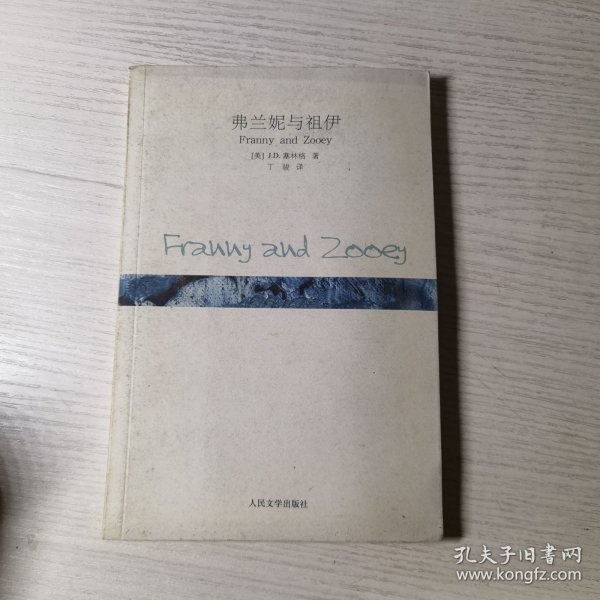 弗兰妮与祖伊
Franny and Zooey
[美] J.D. 塞林格 著
丁骏 译
Franny and Zooey
人民文学出版社
孔夫子旧书网
www.kongfz.com